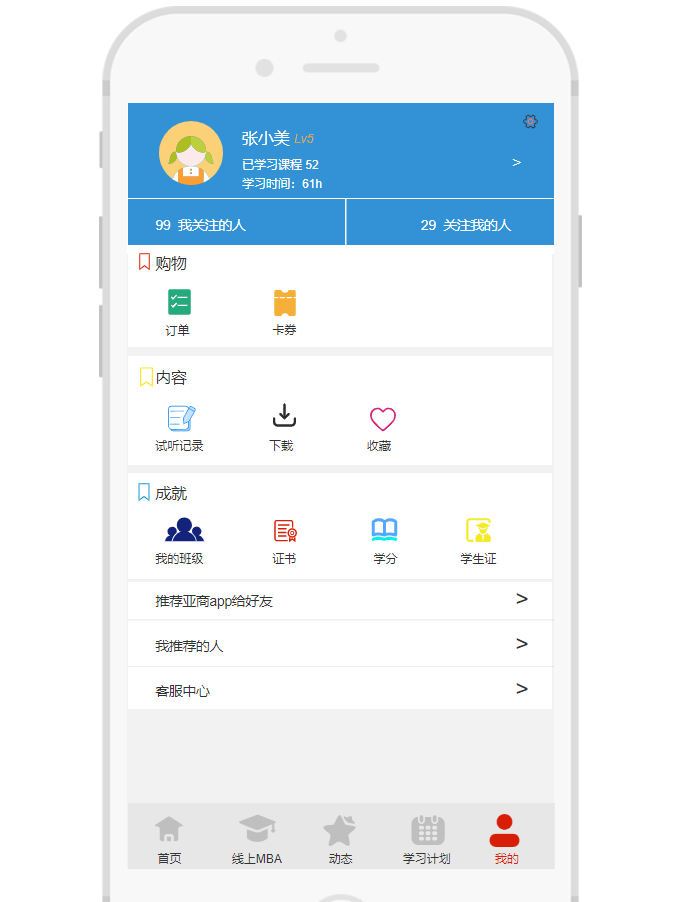 张小美 Lv5
已学习课程 52
学习时间：61h
>
99 我关注的人
29 关注我的人
购物
订单
卡券
内容
试听记录
下载
收藏
成就
我的班级
证书
学分
学生证
推荐亚商app给好友 >
我推荐的人 >
客服中心 >
首页
线上MBA
动态
学习计划
我的